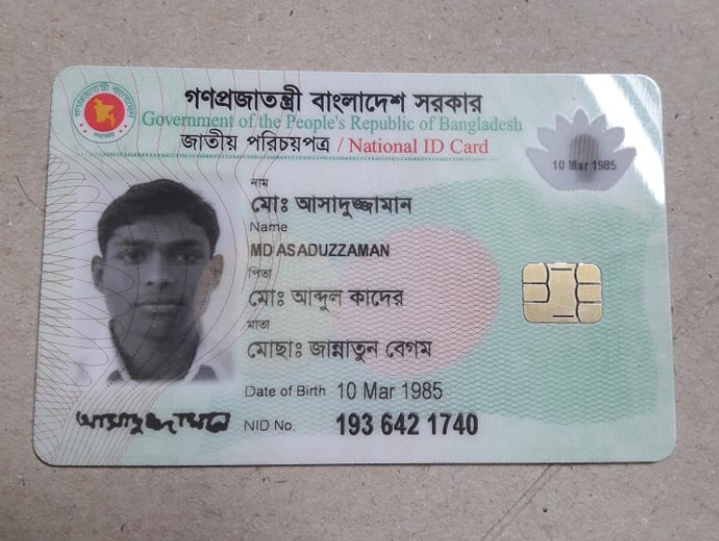 গণপ্রজাতন্ত্রী বাংলাদেশ সরকার
Government of the People's Republic of Bangladesh
জাতীয় পরিচয়পত্র / National ID Card
10 Mar 1985
নাম
মোঃ আসাদুজ্জামান
Name
MD ASADUZZAMAN
পিতা
মোঃ আব্দুল কাদের
মাতা
মোছাঃ জান্নাতুন বেগম
Date of Birth 10 Mar 1985
NID No. 193 642 1740